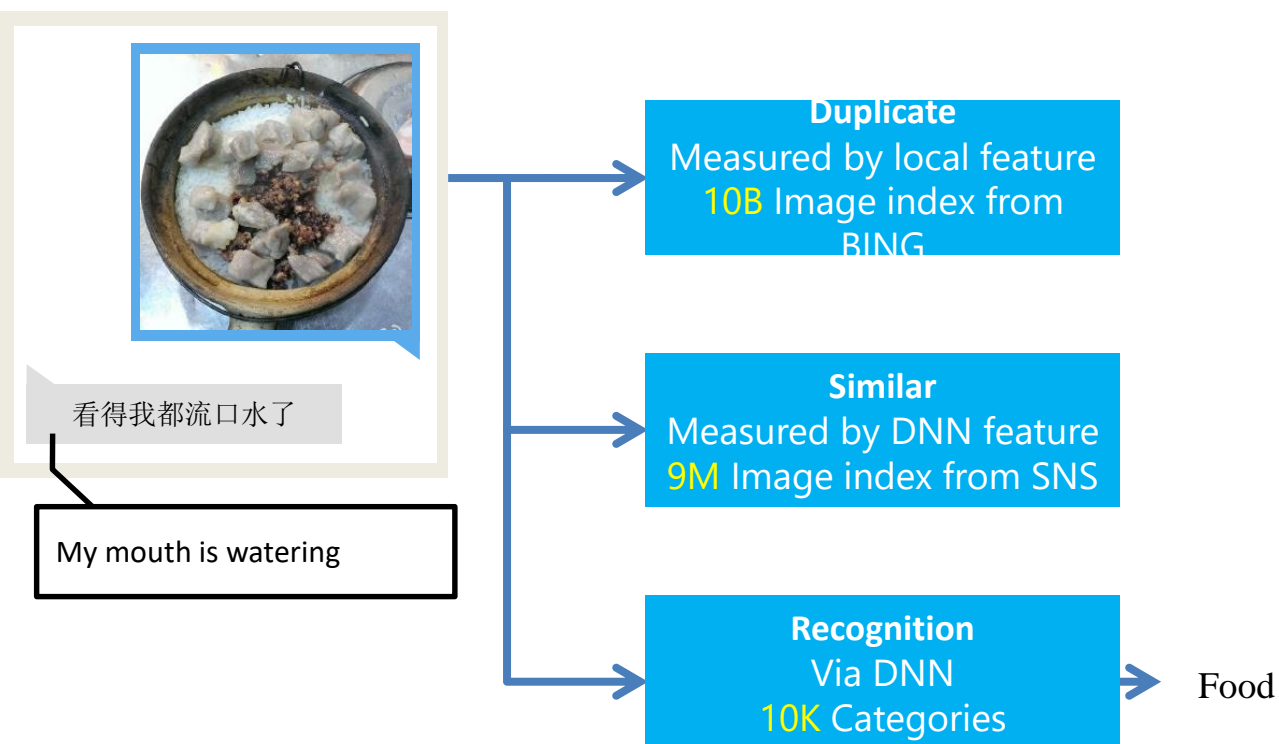 看得我都流口水了
My mouth is watering
Duplicate
Measured by local feature
10B Image index from
BING
Similar
Measured by DNN feature
9M Image index from SNS
Recognition
Via DNN
10K Categories
Food